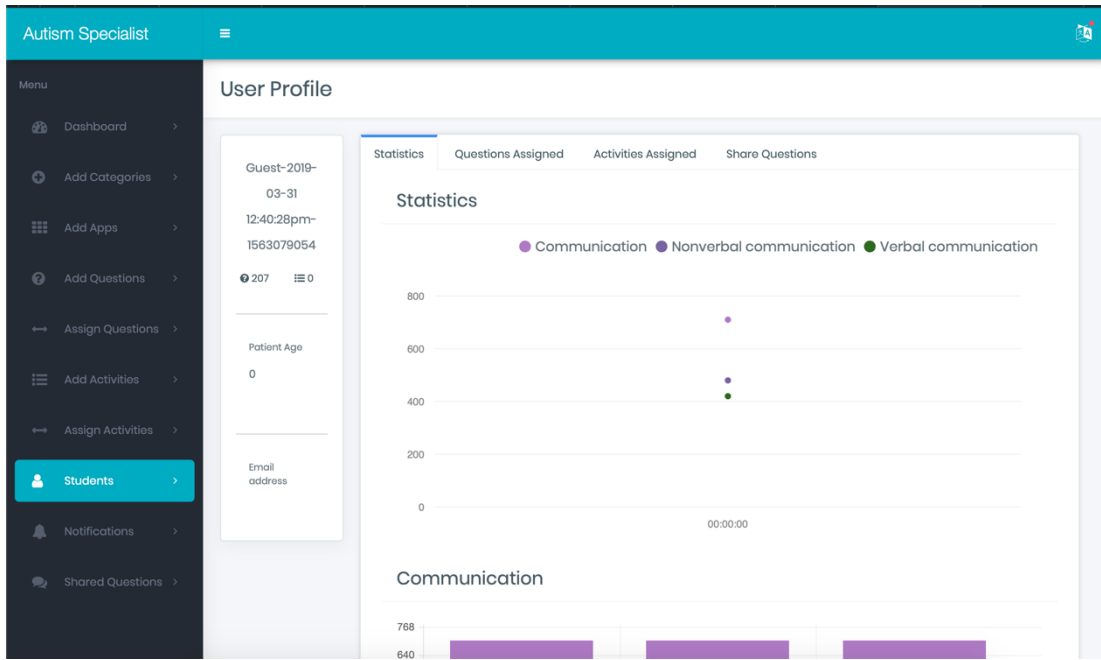 Autism Specialist
Menu
Dashboard
Add Categories
Add Apps
Add Questions
Assign Questions
Add Activities
Assign Activities
Students
Notifications
Shared Questions
User Profile
Guest-2019-
03-31
12:40:28pm-
1563079054
207 0
Patient Age
0
Email
address
Statistics Questions Assigned Activities Assigned Share Questions
Statistics
Communication Nonverbal communication Verbal communication
800
600
400
200
0
00:00:00
Communication
768
640